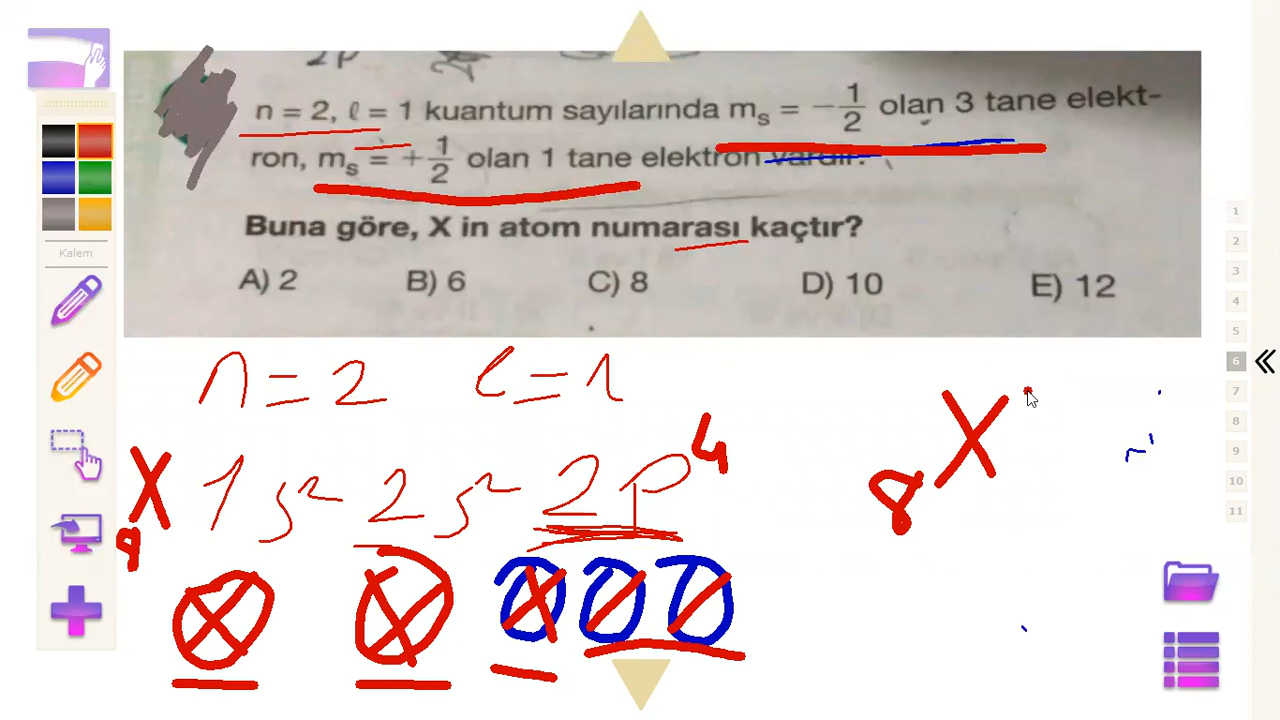 2P
n = 2, ℓ = 1 kuantum sayılarında mₛ = -1/2 olan 3 tane elekt-
ron, mₛ = +1/2 olan 1 tane elektron vardır.
Buna göre, X in atom numarası kaçtır?
A) 2 B) 6 C) 8 D) 10 E) 12
Kalem
n = 2 ℓ = 1
₈X 1s² 2s² 2p⁴
₈X
1
2
3
4
5
6
7
8
9
10
11